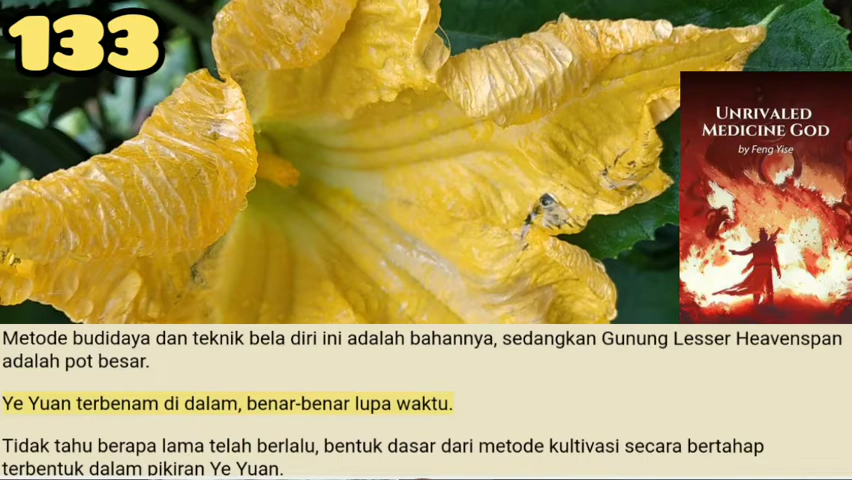 133
UNRIVALED
MEDICINE GOD
by Feng Yise
Metode budidaya dan teknik bela diri ini adalah bahannya, sedangkan Gunung Lesser Heavenspan
adalah pot besar.
Ye Yuan terbenam di dalam, benar-benar lupa waktu.
Tidak tahu berapa lama telah berlalu, bentuk dasar dari metode kultivasi secara bertahap
terbentuk dalam pikiran Ye Yuan.